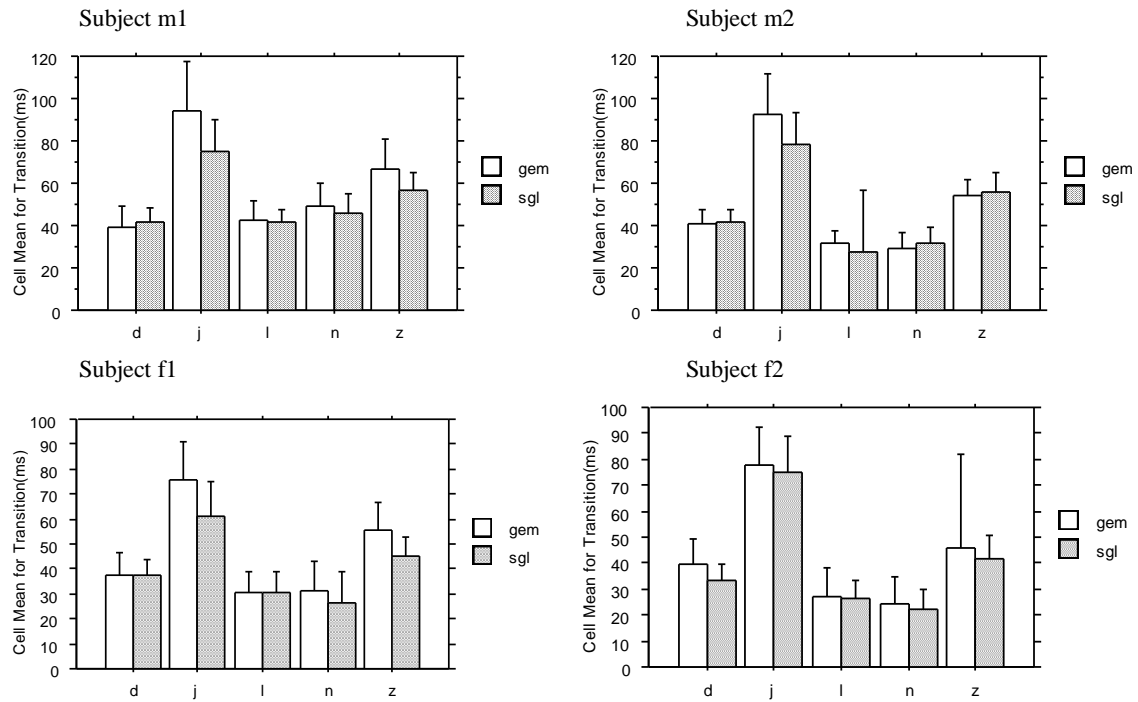 Subject m1
Cell Mean for Transition(ms)
120
100
80
60
40
20
0
d j l n z
gem
sgl
Subject m2
Cell Mean for Transition(ms)
120
100
80
60
40
20
0
d j l n z
gem
sgl
Subject f1
Cell Mean for Transition(ms)
100
90
80
70
60
50
40
30
20
10
0
d j l n z
gem
sgl
Subject f2
Cell Mean for Transition(ms)
100
90
80
70
60
50
40
30
20
10
0
d j l n z
gem
sgl